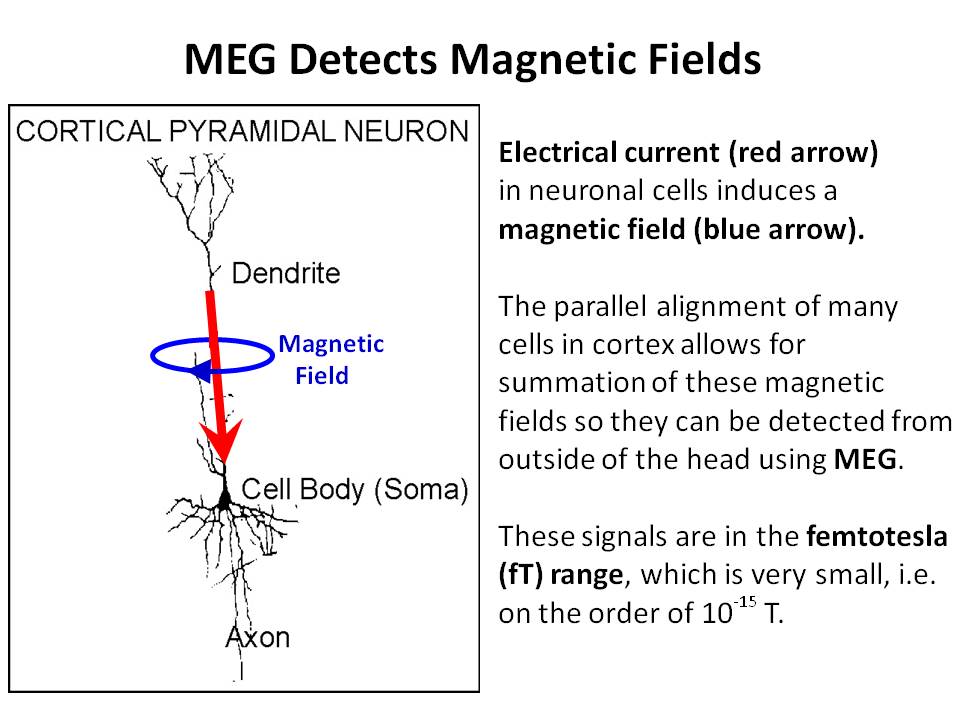 MEG Detects Magnetic Fields
CORTICAL PYRAMIDAL NEURON
Dendrite
Magnetic
Field
Cell Body (Soma)
Axon
Electrical current (red arrow)
in neuronal cells induces a
magnetic field (blue arrow).
The parallel alignment of many
cells in cortex allows for
summation of these magnetic
fields so they can be detected from
outside of the head using MEG.
These signals are in the femtotesla
(fT) range, which is very small, i.e.
on the order of 10⁻¹⁵ T.